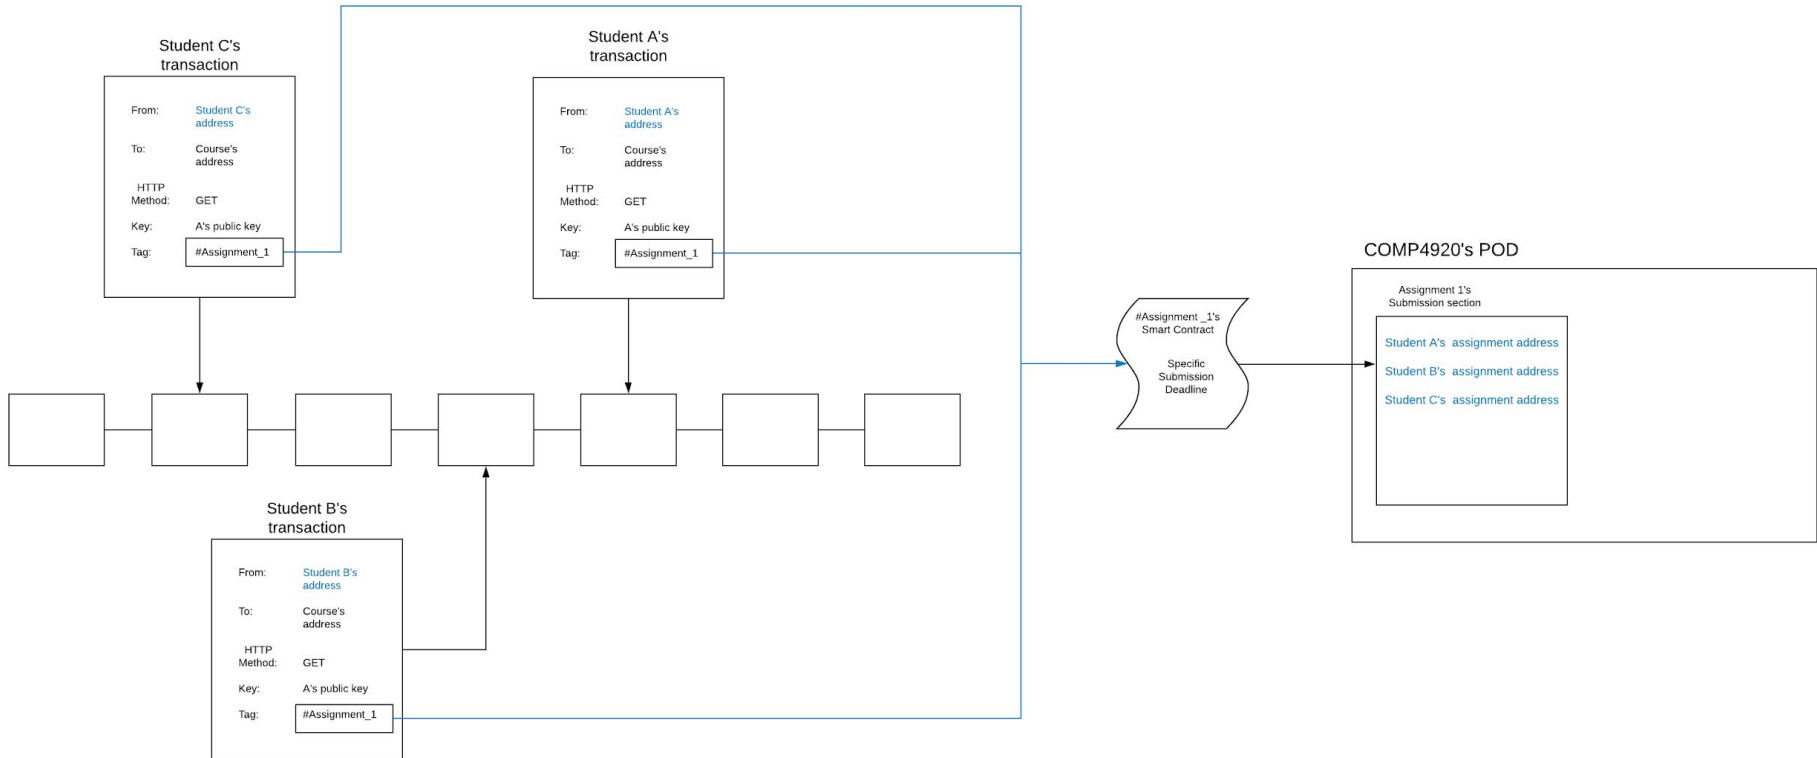 Student C's
transaction
From: Student C's
address
To: Course's
address
HTTP
Method: GET
Key: A's public key
Tag: #Assignment_1
Student A's
transaction
From: Student A's
address
To: Course's
address
HTTP
Method: GET
Key: A's public key
Tag: #Assignment_1
Student B's
transaction
From: Student B's
address
To: Course's
address
HTTP
Method: GET
Key: A's public key
Tag: #Assignment_1
#Assignment _1's
Smart Contract
Specific
Submission
Deadline
COMP4920's POD
Assignment 1's
Submission section
Student A's assignment address
Student B's assignment address
Student C's assignment address